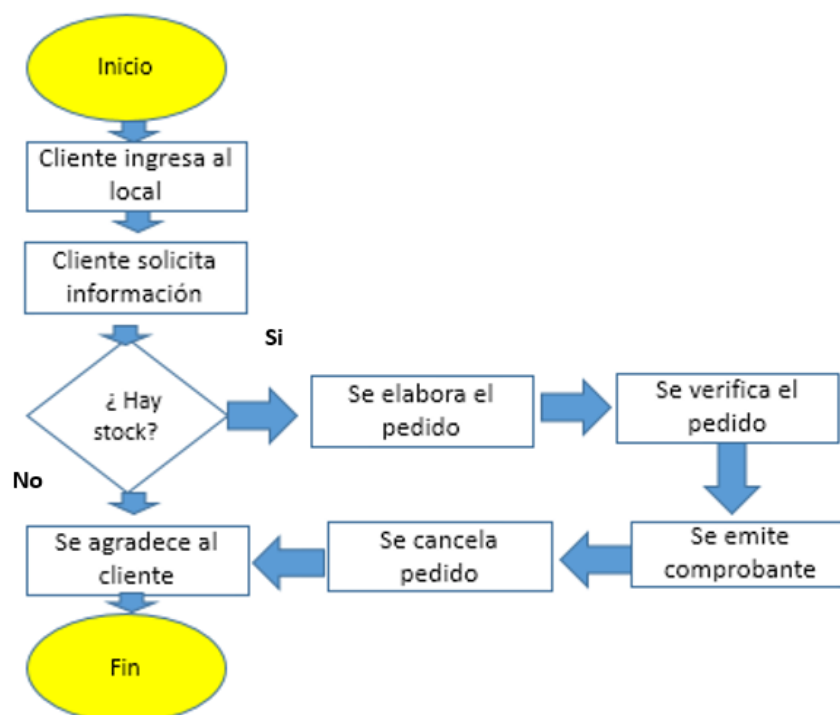 Inicio
Cliente ingresa al
local
Cliente solicita
información
Si
¿ Hay
stock?
Se elabora el
pedido
Se verifica el
pedido
No
Se agradece al
cliente
Se cancela
pedido
Se emite
comprobante
Fin